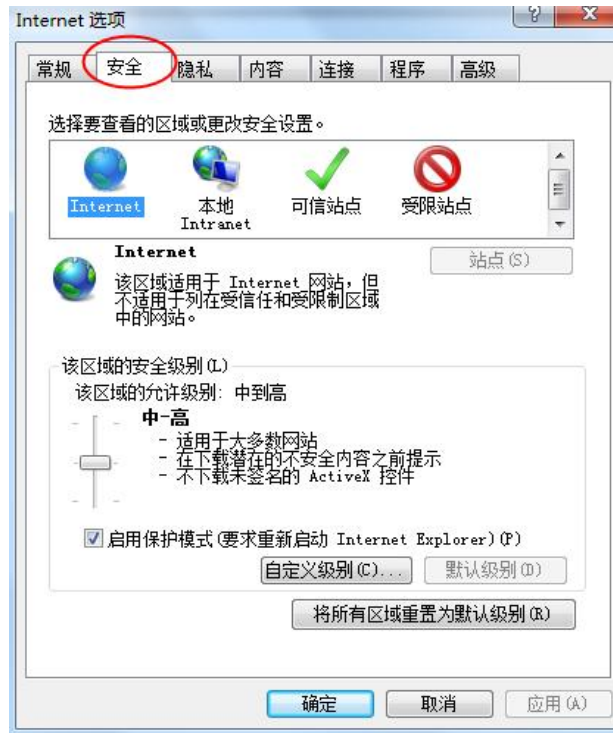 Internet 选项
常规 安全 隐私 内容 连接 程序 高级
选择要查看的区域或更改安全设置。
Internet 本地 Intranet 可信站点 受限站点
Internet
站点(S)
该区域适用于 Internet 网站，但
不适用于列在受信任和受限制区域
中的网站。
该区域的安全级别(L)
该区域的允许级别: 中到高
中-高
- 适用于大多数网站
- 在下载潜在的不安全内容之前提示
- 不下载未签名的 ActiveX 控件
启用保护模式(要求重新启动 Internet Explorer)(P)
自定义级别(C)... 默认级别(D)
将所有区域重置为默认级别(R)
确定 取消 应用(A)